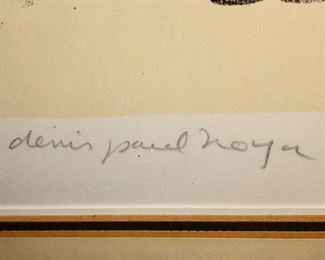 denis paul noyer